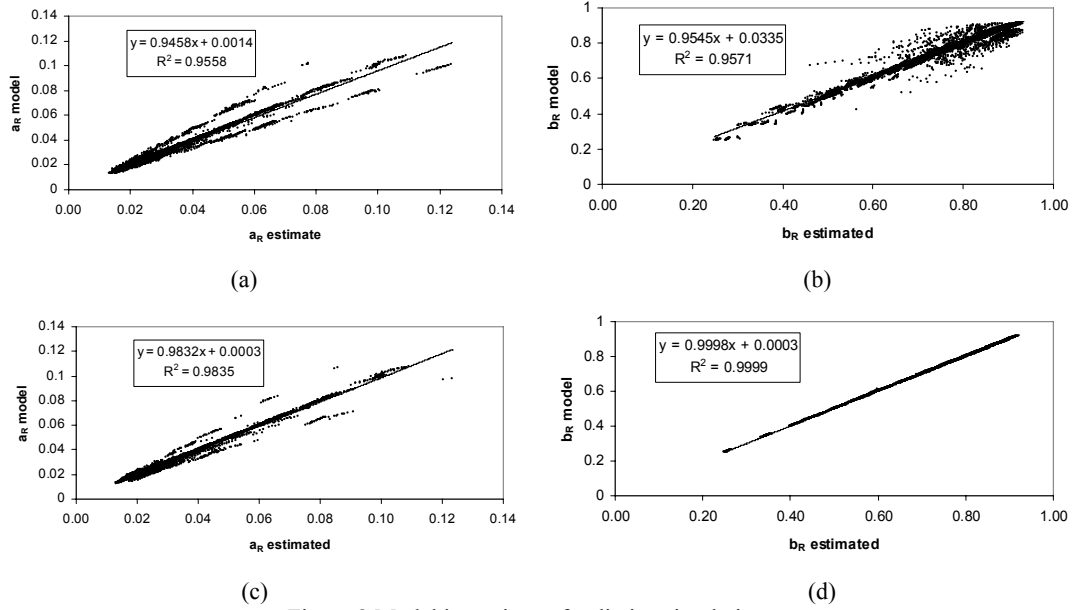 0.14
0.12
0.1
0.08
0.06
0.04
0.02
0
aR model
y = 0.9458x + 0.0014
R² = 0.9558
0.00 0.02 0.04 0.06 0.08 0.10 0.12 0.14
aR estimate
(a)
1
0.8
0.6
0.4
0.2
0
bR model
y = 0.9545x + 0.0335
R² = 0.9571
0.00 0.20 0.40 0.60 0.80 1.00
bR estimated
(b)
0.14
0.12
0.1
0.08
0.06
0.04
0.02
0
aR model
y = 0.9832x + 0.0003
R² = 0.9835
0.00 0.02 0.04 0.06 0.08 0.10 0.12 0.14
aR estimated
(c)
1
0.8
0.6
0.4
0.2
0
bR model
y = 0.9998x + 0.0003
R² = 0.9999
0.00 0.20 0.40 0.60 0.80 1.00
bR estimated
(d)